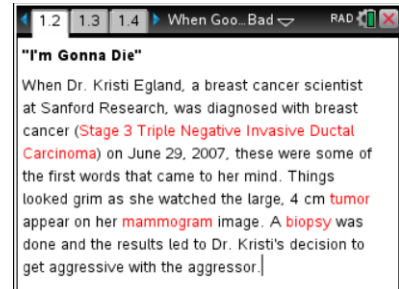 1.2 1.3 1.4 When Goo...Bad RAD
"I'm Gonna Die"
When Dr. Kristi Egland, a breast cancer scientist
at Sanford Research, was diagnosed with breast
cancer (Stage 3 Triple Negative Invasive Ductal
Carcinoma) on June 29, 2007, these were some of
the first words that came to her mind. Things
looked grim as she watched the large, 4 cm tumor
appear on her mammogram image. A biopsy was
done and the results led to Dr. Kristi's decision to
get aggressive with the aggressor.